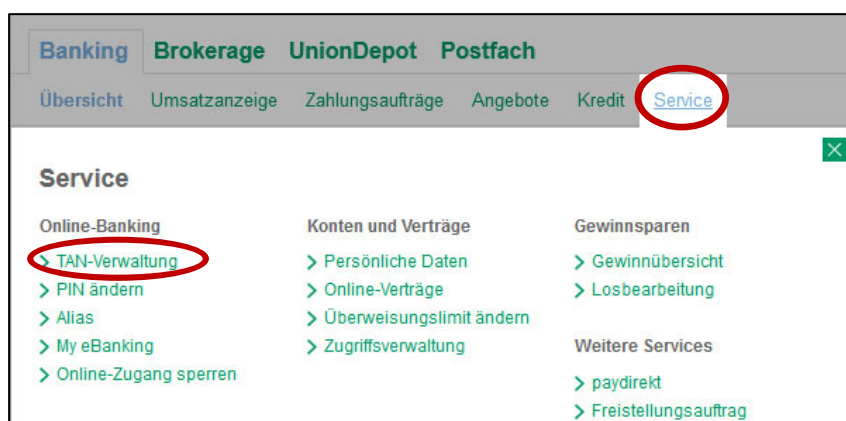 Banking Brokerage UnionDepot Postfach
Übersicht Umsatzanzeige Zahlungsaufträge Angebote Kredit Service
Service
Online-Banking
TAN-Verwaltung
PIN ändern
Alias
My eBanking
Online-Zugang sperren
Konten und Verträge
Persönliche Daten
Online-Verträge
Überweisungslimit ändern
Zugriffsverwaltung
Gewinnsparen
Gewinnübersicht
Losbearbeitung
Weitere Services
paydirekt
Freistellungsauftrag